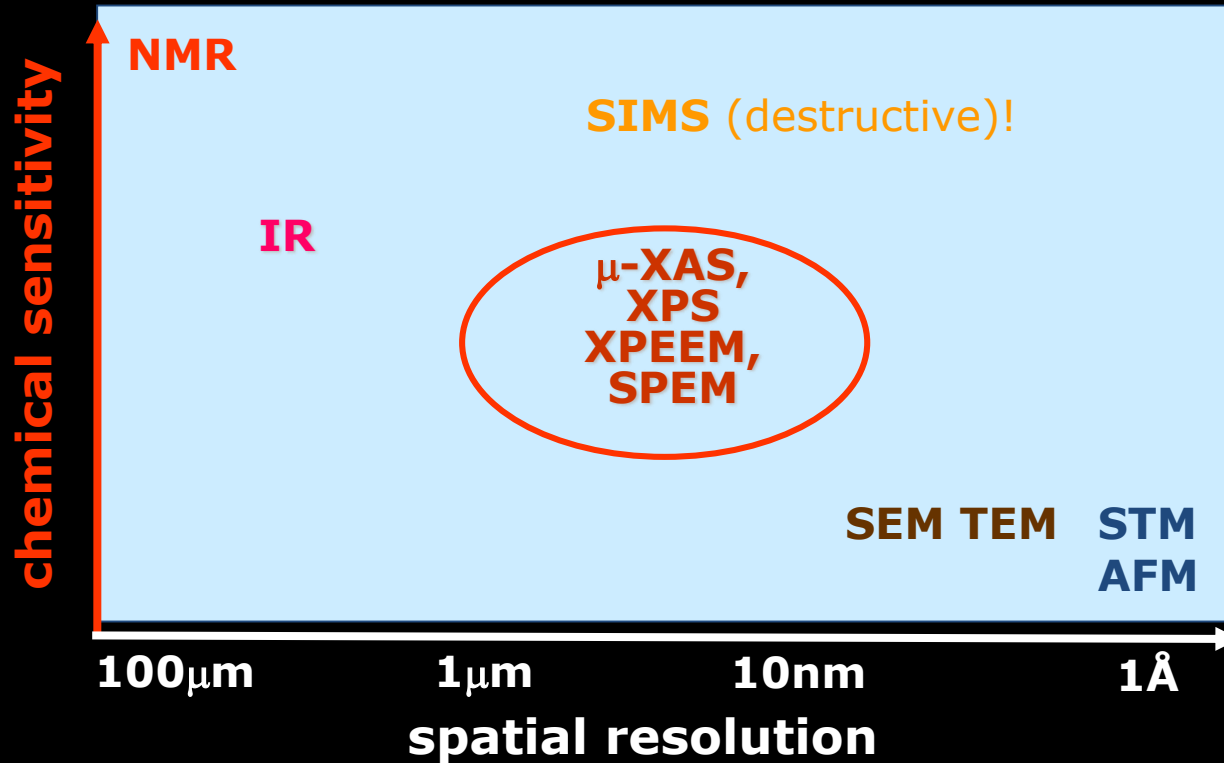 chemical sensitivity
NMR
SIMS (destructive)!
IR
μ-XAS,
XPS
XPEEM,
SPEM
SEM TEM STM
AFM
100μm 1μm 10nm 1Å
spatial resolution